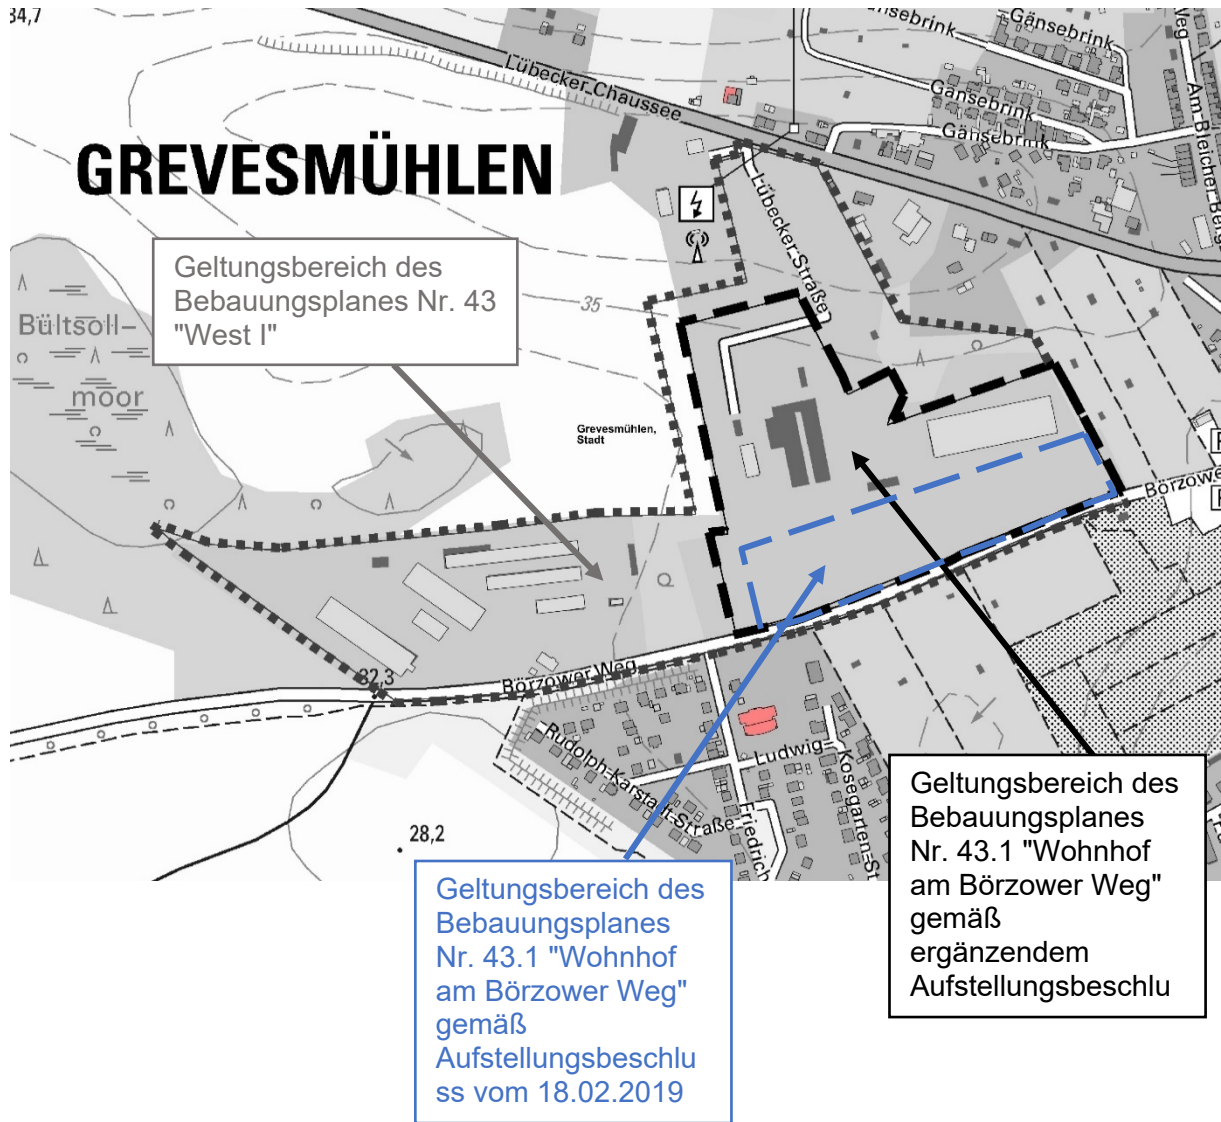 34,7
Lübecker Chaussee
Gänsebrink
Gänsebrink
Gänsebrink
Gänsebrink
Weg
Am Bleicher Berg
GREVESMÜHLEN
Lübecker Straße
Geltungsbereich des
Bebauungsplanes Nr. 43
"West I"
35
Bültsoll-
moor
Grevesmühlen,
Stadt
Börzowe
32,3
Börzower Weg
Rudolph-Karstadt-Straße
Ludwig
Kosegarten-St
Friedrich
28,2
Geltungsbereich des
Bebauungsplanes
Nr. 43.1 "Wohnhof
am Börzower Weg"
gemäß
ergänzendem
Aufstellungsbeschlu
Geltungsbereich des
Bebauungsplanes
Nr. 43.1 "Wohnhof
am Börzower Weg"
gemäß
Aufstellungsbeschlu
ss vom 18.02.2019